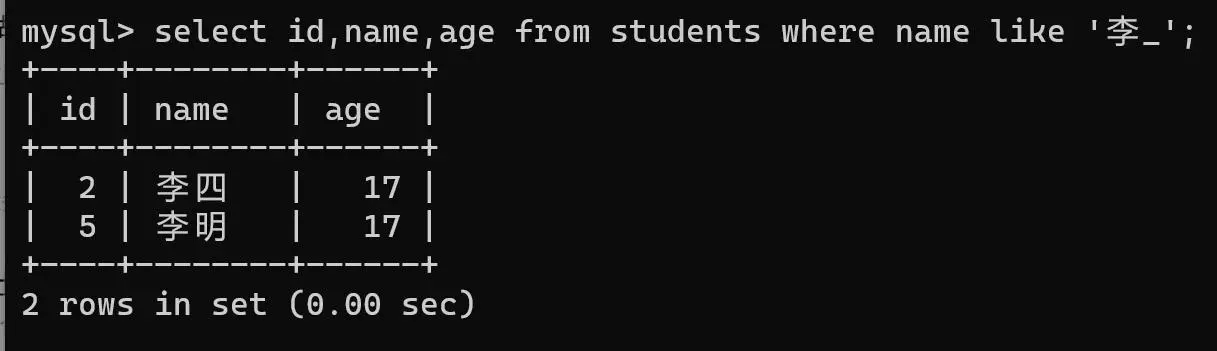 mysql> select id,name,age from students where name like '李_';
+----+--------+------+
| id | name   | age  |
+----+--------+------+
|  2 | 李四   |   17 |
|  5 | 李明   |   17 |
+----+--------+------+
2 rows in set (0.00 sec)